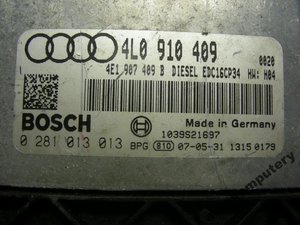 4L0 910 409
0020
4E1 907 409 B DIESEL EDC16CP34 HW: H04
BOSCH
Made in Germany
1039S21697
0 281 013 013 BPG 810 07-05-31 1315 0179